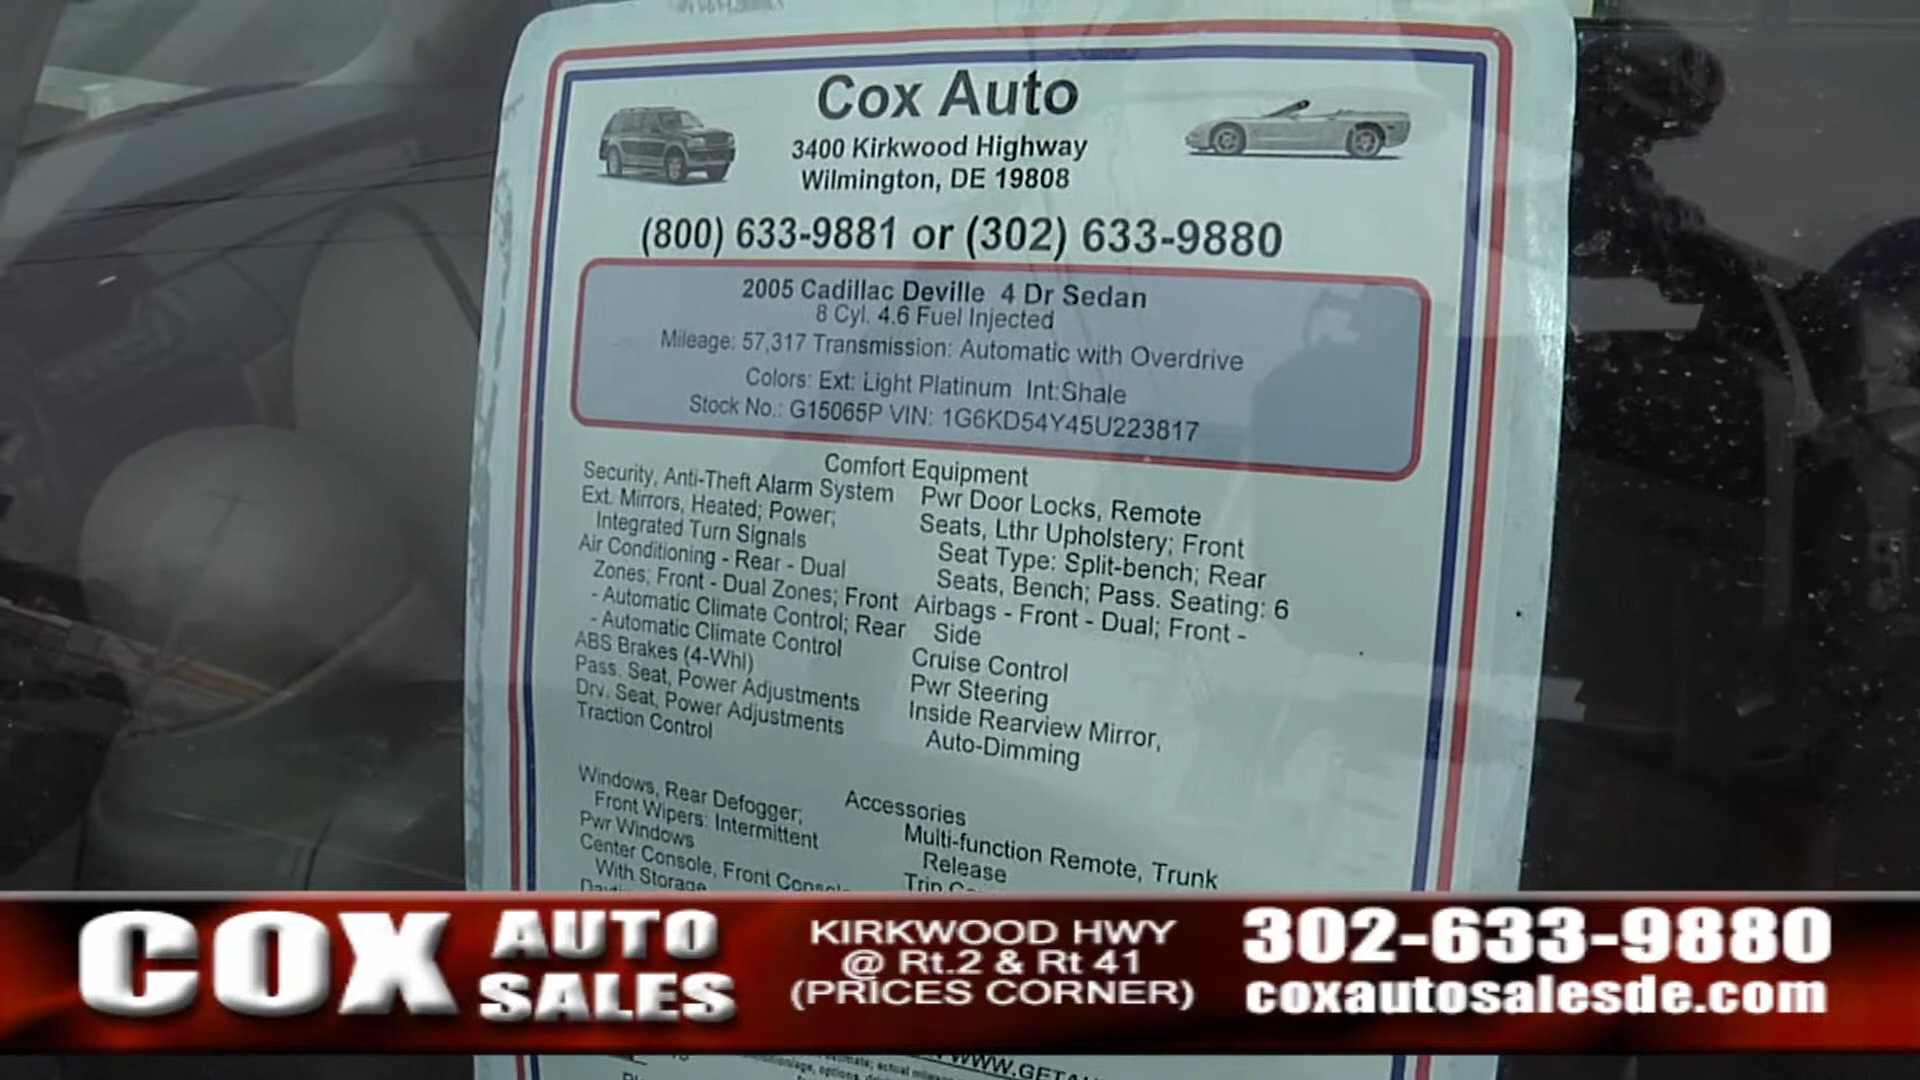 Cox Auto
3400 Kirkwood Highway
Wilmington, DE 19808
(800) 633-9881 or (302) 633-9880
2005 Cadillac Deville 4 Dr Sedan
8 Cyl. 4.6 Fuel Injected
Mileage: 57,317 Transmission: Automatic with Overdrive
Colors: Ext: Light Platinum Int:Shale
Stock No.: G15065P VIN: 1G6KD54Y45U223817
Comfort Equipment
Security, Anti-Theft Alarm System
Ext. Mirrors, Heated; Power;
Integrated Turn Signals
Air Conditioning - Rear - Dual
Zones; Front - Dual Zones; Front
- Automatic Climate Control; Rear
- Automatic Climate Control
ABS Brakes (4-Whl)
Pass. Seat, Power Adjustments
Drv. Seat, Power Adjustments
Traction Control
Pwr Door Locks, Remote
Seats, Lthr Upholstery; Front
Seat Type: Split-bench; Rear
Seats, Bench; Pass. Seating: 6
Airbags - Front - Dual; Front -
Side
Cruise Control
Pwr Steering
Inside Rearview Mirror,
Auto-Dimming
Accessories
Windows, Rear Defogger;
Front Wipers: Intermittent
Pwr Windows
Center Console, Front Console
With Storage
Multi-function Remote, Trunk
Release
Trip
COX AUTO SALES
KIRKWOOD HWY
@ Rt.2 & Rt 41
(PRICES CORNER)
302-633-9880
coxautosalesde.com